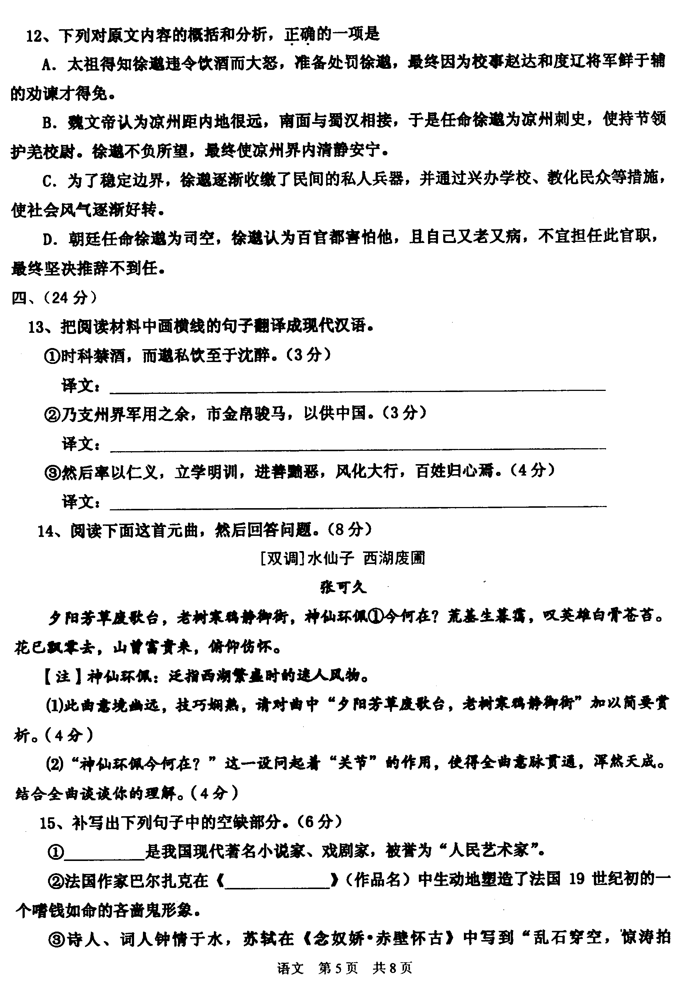 12、下列对原文内容的概括和分析，正确的一项是
A．太祖得知徐邈违令饮酒而大怒，准备处罚徐邈，最终因为校事赵达和度辽将军鲜于辅
的劝谏才得免。
B．魏文帝认为凉州距内地很远，南面与蜀汉相接，于是任命徐邈为凉州刺史，使持节领
护羌校尉。徐邈不负所望，最终使凉州界内清静安宁。
C．为了稳定边界，徐邈逐渐收缴了民间的私人兵器，并通过兴办学校、教化民众等措施，
使社会风气逐渐好转。
D．朝廷任命徐邈为司空，徐邈认为百官都害怕他，且自己又老又病，不宜担任此官职，
最终坚决推辞不到任。
四、（24 分）
13、把阅读材料中画横线的句子翻译成现代汉语。
①时科禁酒，而邈私饮至于沈醉。（3 分）
译文：
②乃支州界军用之余，市金帛骏马，以供中国。（3 分）
译文：
③然后率以仁义，立学明训，进善黜恶，风化大行，百姓归心焉。（4 分）
译文：
14、阅读下面这首元曲，然后回答问题。（8 分）
[双调]水仙子 西湖废圃
张可久
夕阳芳草废歌台，老树寒鸦静御街，神仙环佩①今何在？荒基生暮霭，叹英雄白骨苍苔。
花已飘零去，山曾富贵来，俯仰伤怀。
【注】神仙环佩：泛指西湖繁盛时的迷人风物。
(1)此曲意境幽远，技巧娴熟，请对曲中“夕阳芳草废歌台，老树寒鸦静御街”加以简要赏
析。（4 分）
(2)“神仙环佩今何在？”这一设问起着“关节”的作用，使得全曲意脉贯通，浑然天成。
结合全曲谈谈你的理解。（4 分）
15、补写出下列句子中的空缺部分。（6 分）
①__________是我国现代著名小说家、戏剧家，被誉为“人民艺术家”。
②法国作家巴尔扎克在《_____________》（作品名）中生动地塑造了法国 19 世纪初的一
个嗜钱如命的吝啬鬼形象。
③诗人、词人钟情于水，苏轼在《念奴娇•赤壁怀古》中写到“乱石穿空，惊涛拍
语文 第 5 页 共 8 页